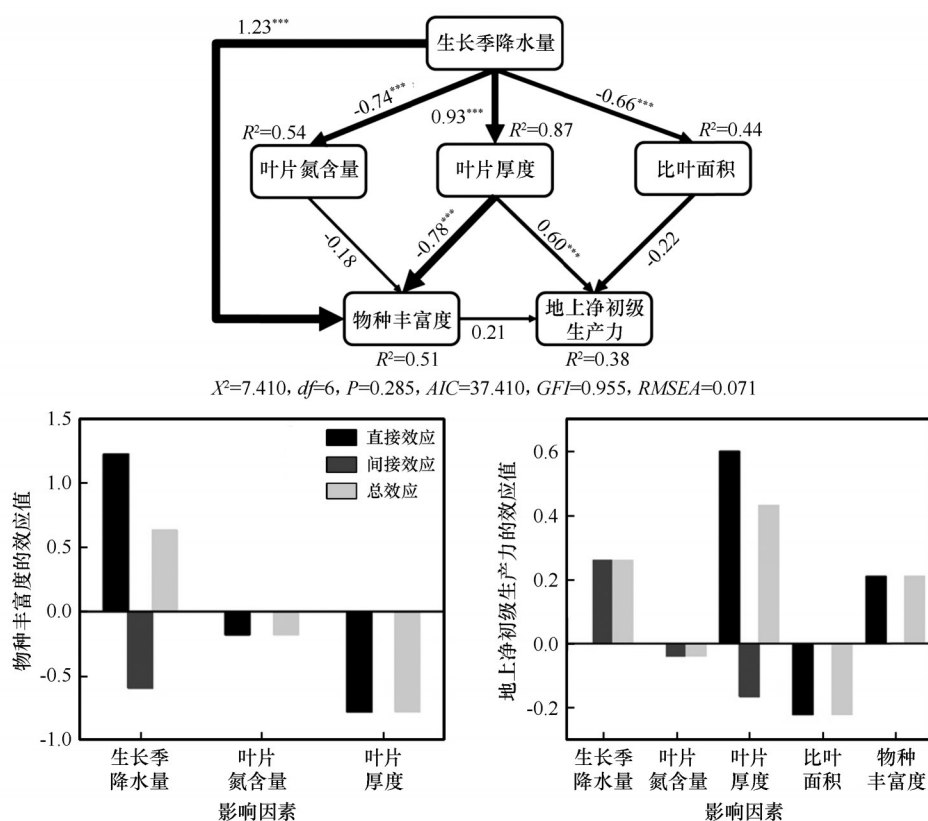 1.23***
生长季降水量
-0.74***
0.93***
-0.66***
R²=0.54
R²=0.87
R²=0.44
叶片氮含量
叶片厚度
比叶面积
-0.18
-0.78***
0.60***
-0.22
物种丰富度
0.21
地上净初级
生产力
R²=0.51
R²=0.38
X²=7.410, df=6, P=0.285, AIC=37.410, GFI=0.955, RMSEA=0.071
物种丰富度的效应值
1.5
1.0
0.5
0.0
-0.5
-1.0
直接效应
间接效应
总效应
生长季
降水量
叶片
氮含量
叶片
厚度
影响因素
地上净初级生产力的效应值
0.6
0.4
0.2
0.0
-0.2
生长季
降水量
叶片
氮含量
叶片
厚度
比叶
面积
物种
丰富度
影响因素